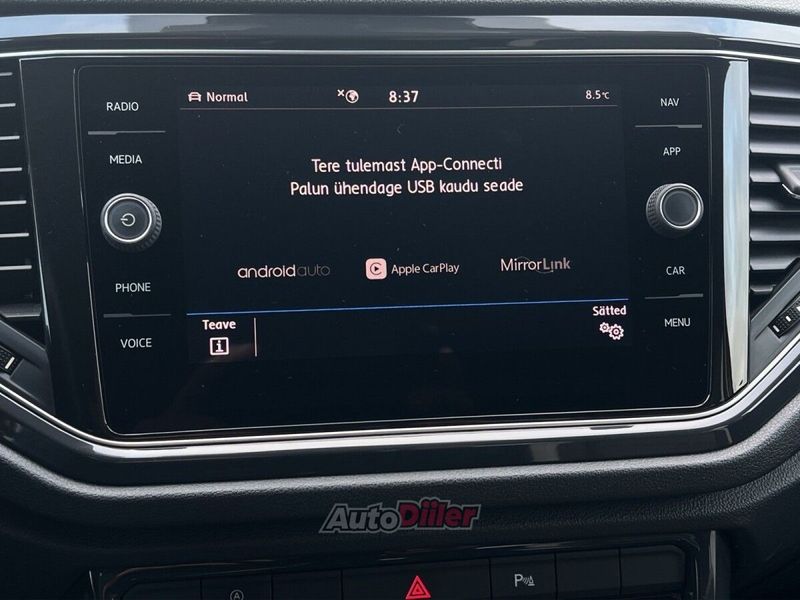 RADIO
MEDIA
PHONE
VOICE
Normal 8:37 8.5°C
Tere tulemast App-Connecti
Palun ühendage USB kaudu seade
androidauto Apple CarPlay MirrorLink
Teave Sätted
i
NAV
APP
CAR
MENU
AutoDiiler
A P